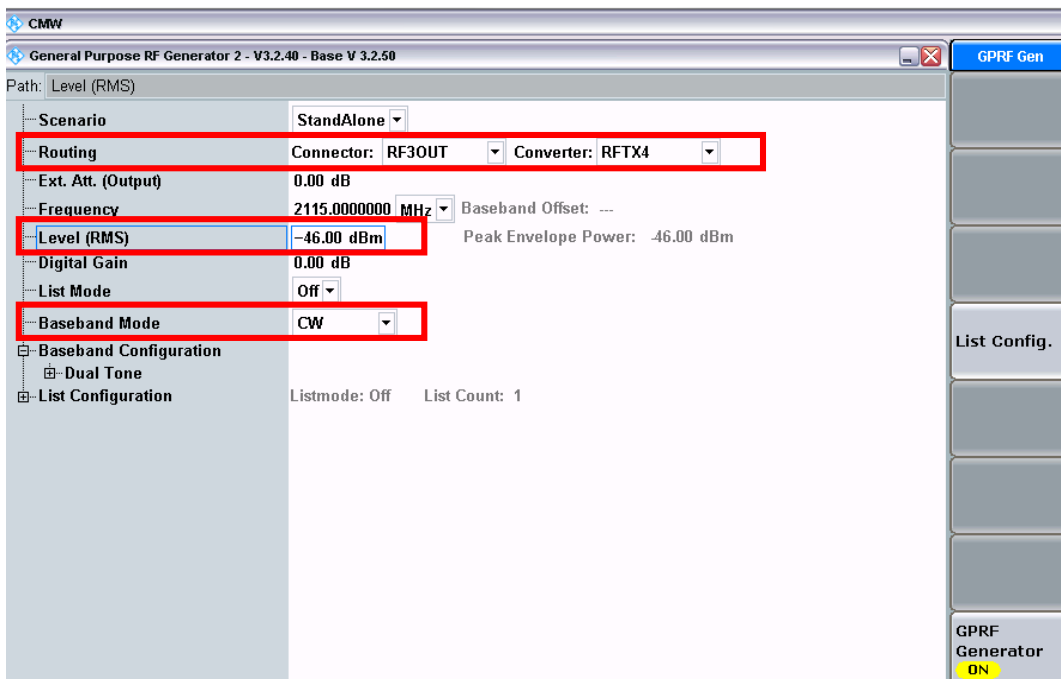 CMW
General Purpose RF Generator 2 - V3.2.40 - Base V 3.2.50
GPRF Gen
Path: Level (RMS)
Scenario StandAlone
Routing Connector: RF3OUT Converter: RFTX4
Ext. Att. (Output) 0.00 dB
Frequency 2115.0000000 MHz Baseband Offset: ---
Level (RMS) -46.00 dBm Peak Envelope Power: -46.00 dBm
Digital Gain 0.00 dB
List Mode Off
Baseband Mode CW
Baseband Configuration
Dual Tone
List Configuration Listmode: Off List Count: 1
List Config.
GPRF
Generator
ON